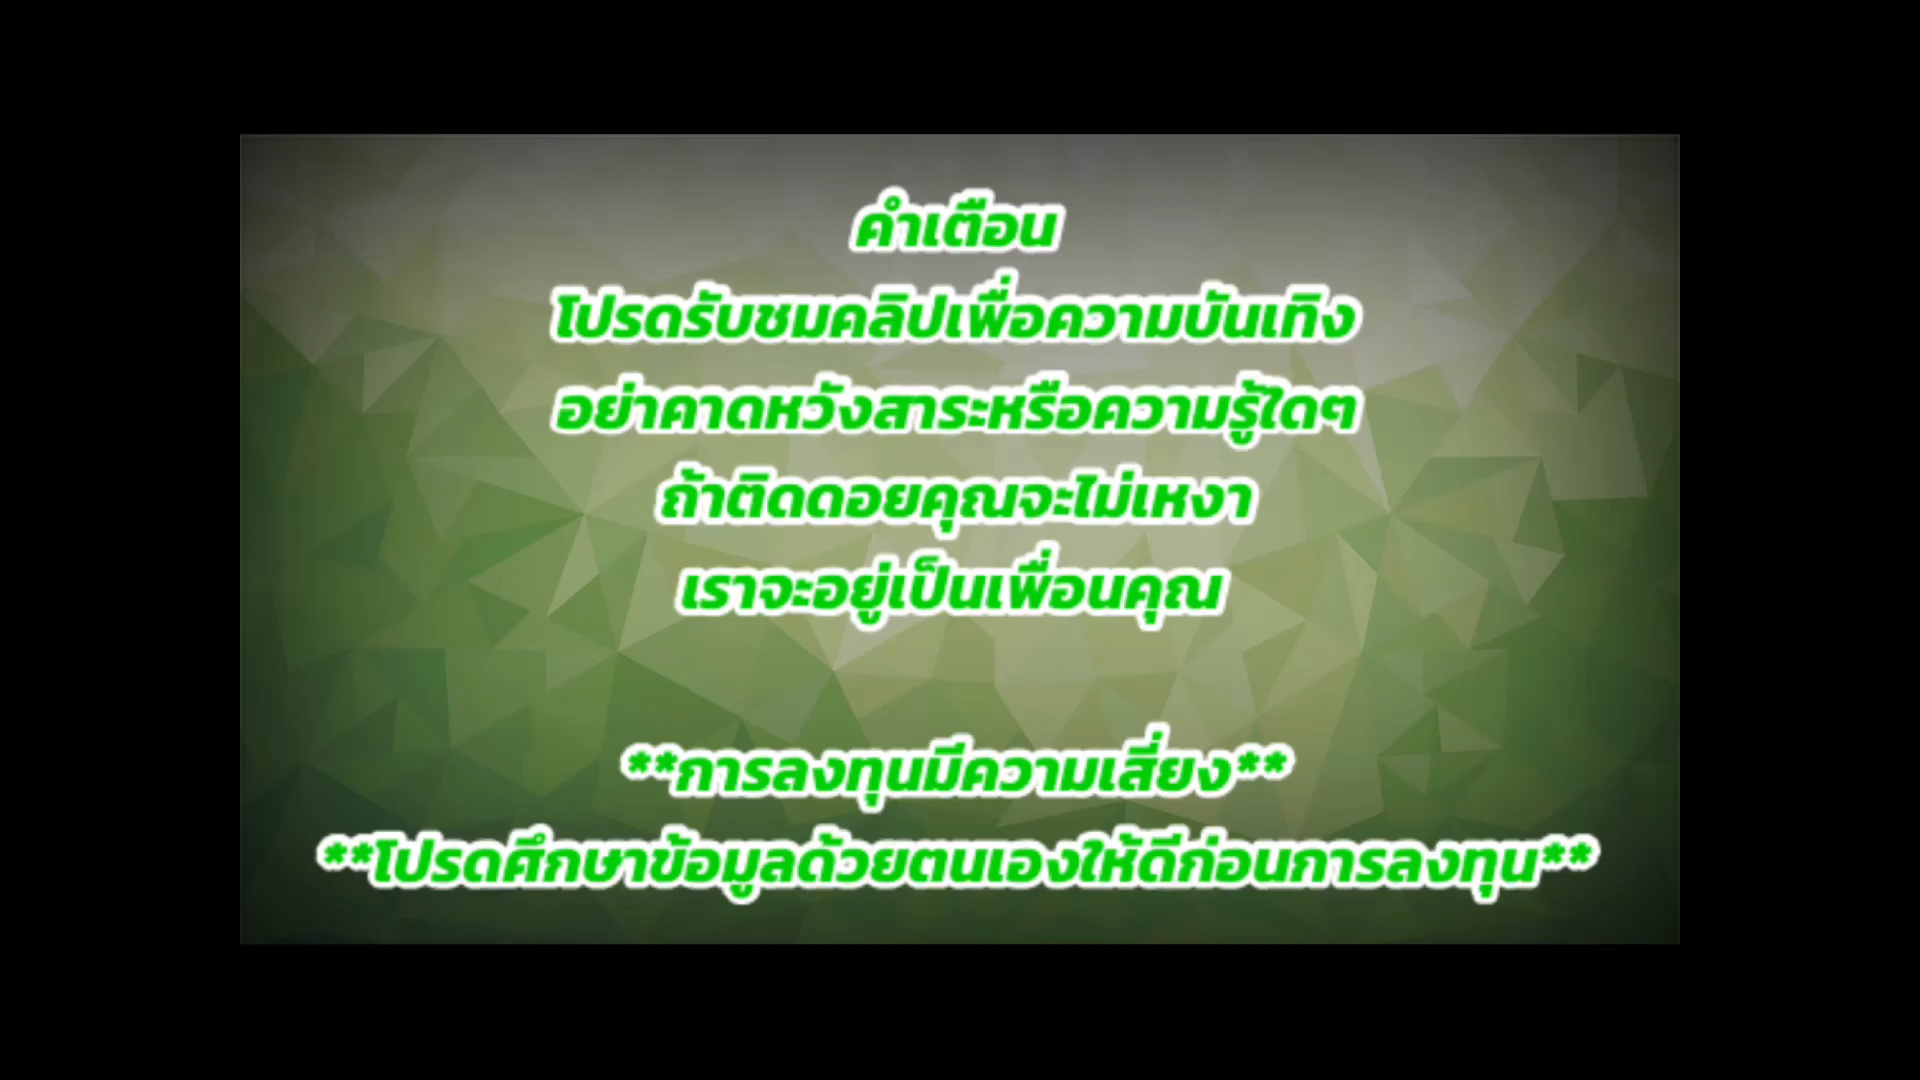 คำเตือน
โปรดรับชมคลิปเพื่อความบันเทิง
อย่าคาดหวังสาระหรือความรู้ใดๆ
ถ้าติดดอยคุณจะไม่เหงา
เราจะอยู่เป็นเพื่อนคุณ
**การลงทุนมีความเสี่ยง**
**โปรดศึกษาข้อมูลด้วยตนเองให้ดีก่อนการลงทุน**